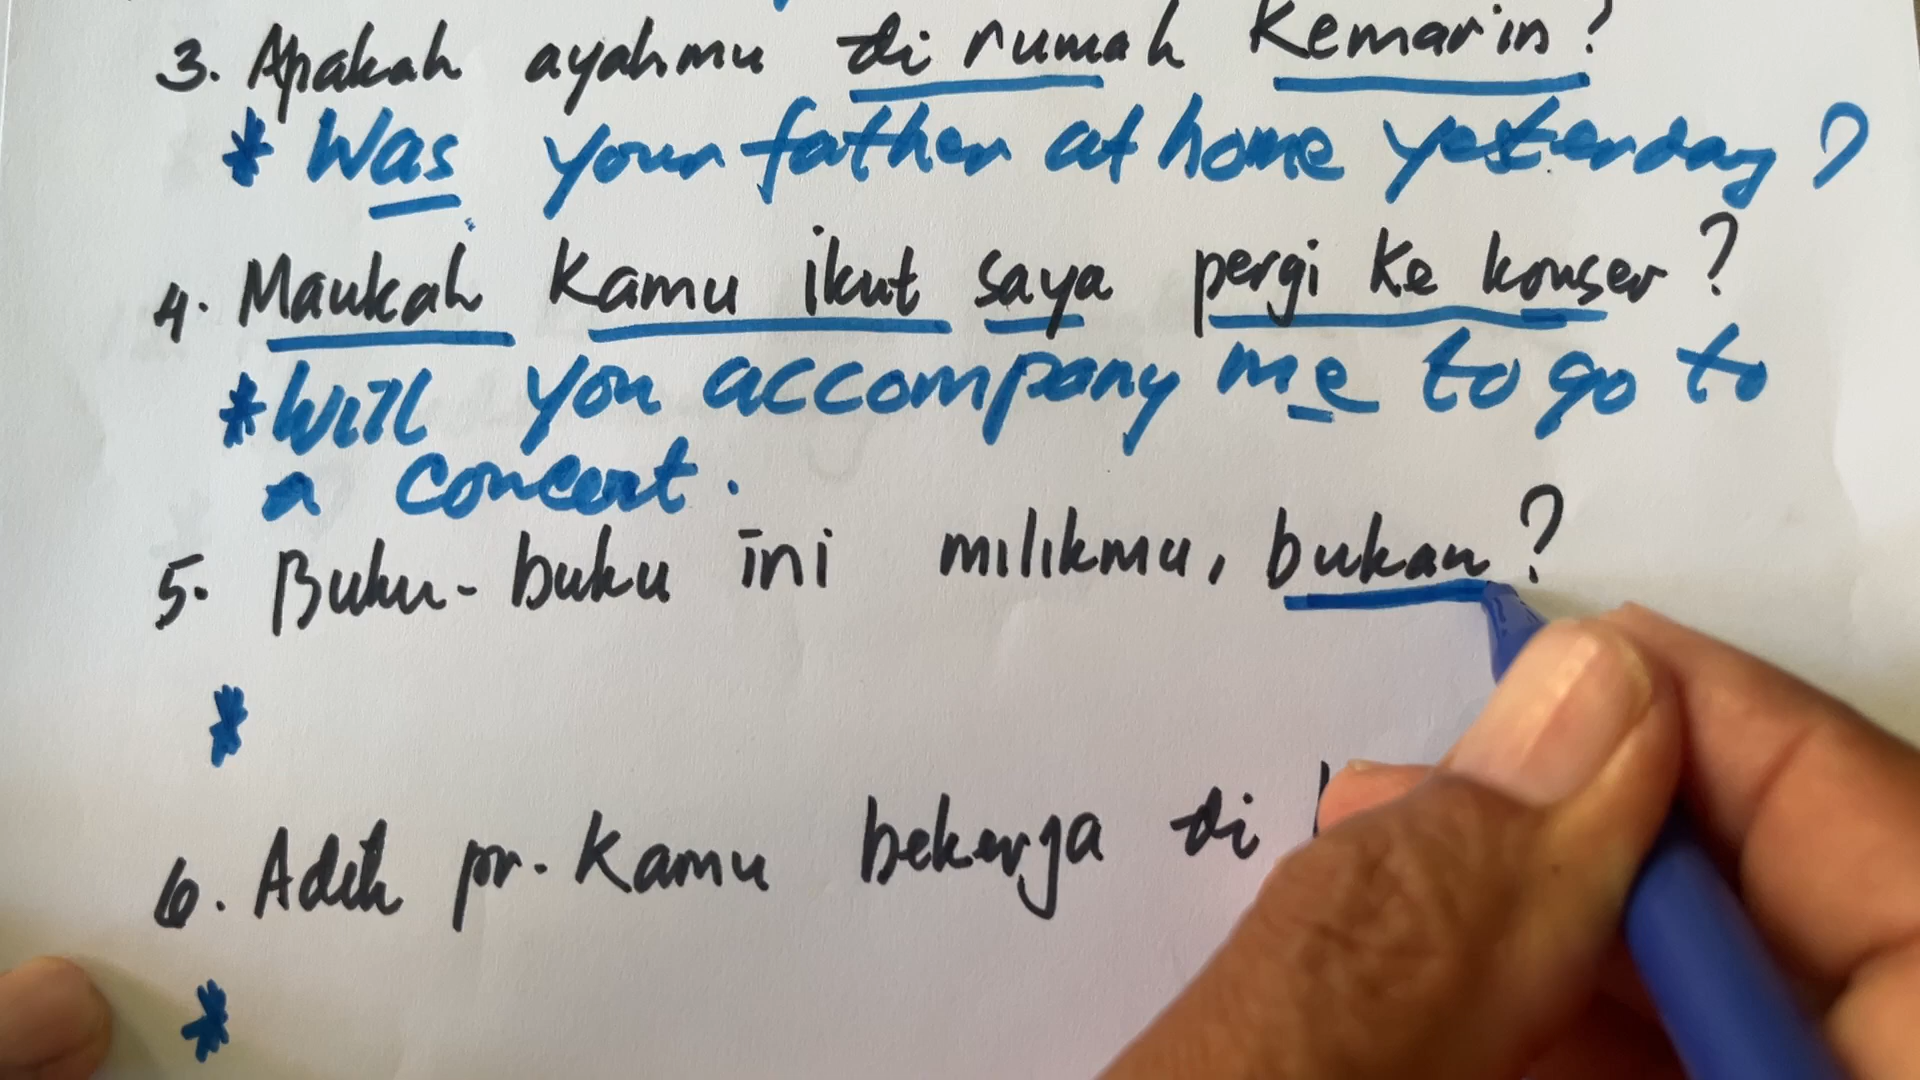 3. Apakah ayahmu di rumah kemarin?
* Was your father at home yesterday?
4. Maukah kamu ikut saya pergi ke konser?
* Will you accompany me to go to
a concert.
5. Buku-buku ini milikmu, bukan?
*
6. Adik pr. kamu bekerja di
*